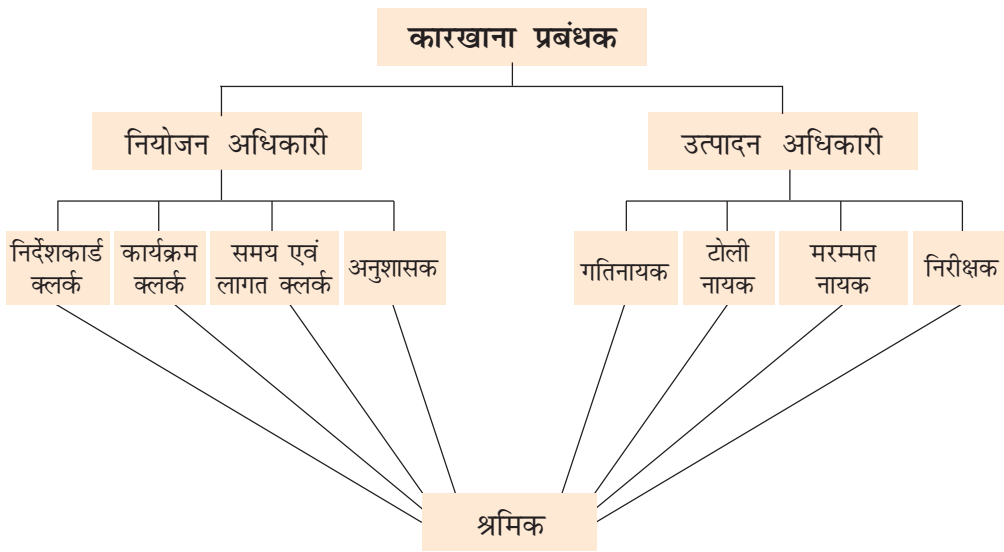 कारखाना प्रबंधक
नियोजन अधिकारी
उत्पादन अधिकारी
निर्देशकार्ड
क्लर्क
कार्यक्रम
क्लर्क
समय एवं
लागत क्लर्क
अनुशासक
गतिनायक
टोली
नायक
मरम्मत
नायक
निरीक्षक
श्रमिक